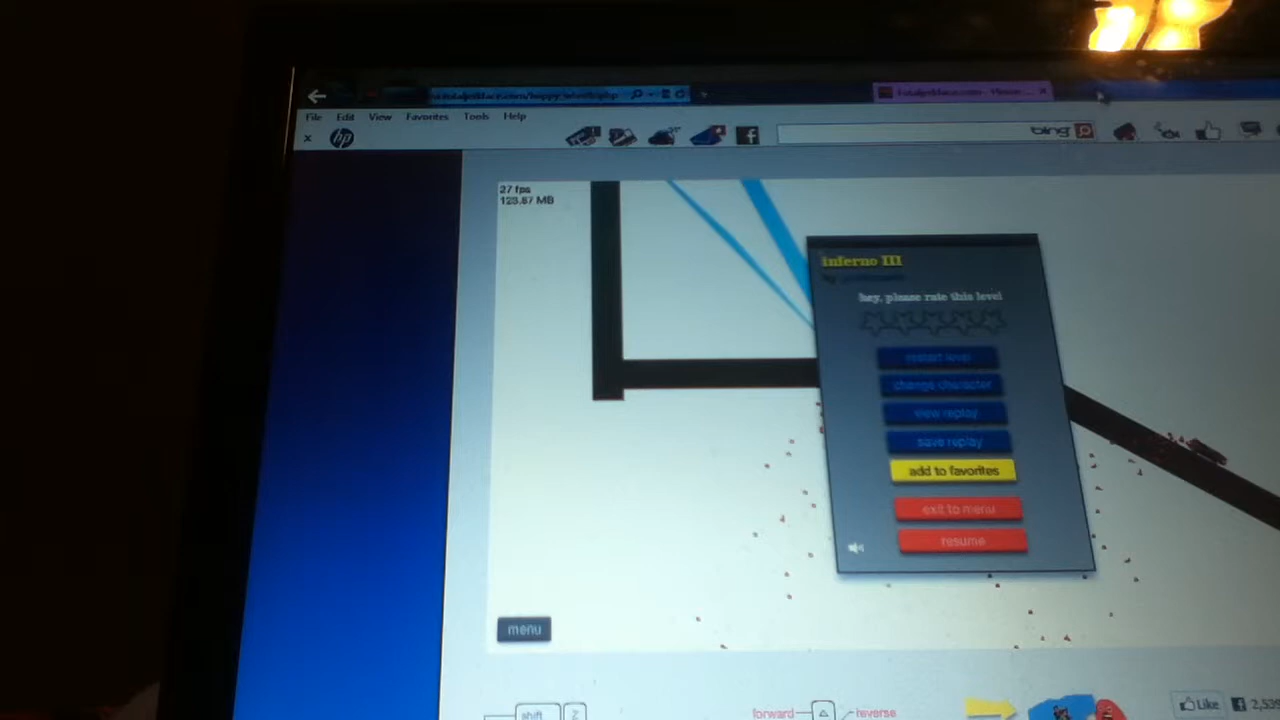 File Edit View Favorites Tools Help
x hp bing
27 fps
123.87 MB
inferno III
hey, please rate this level
restart level
change character
view replay
save replay
add to favorites
exit to menu
resume
menu
shift Z forward reverse Like